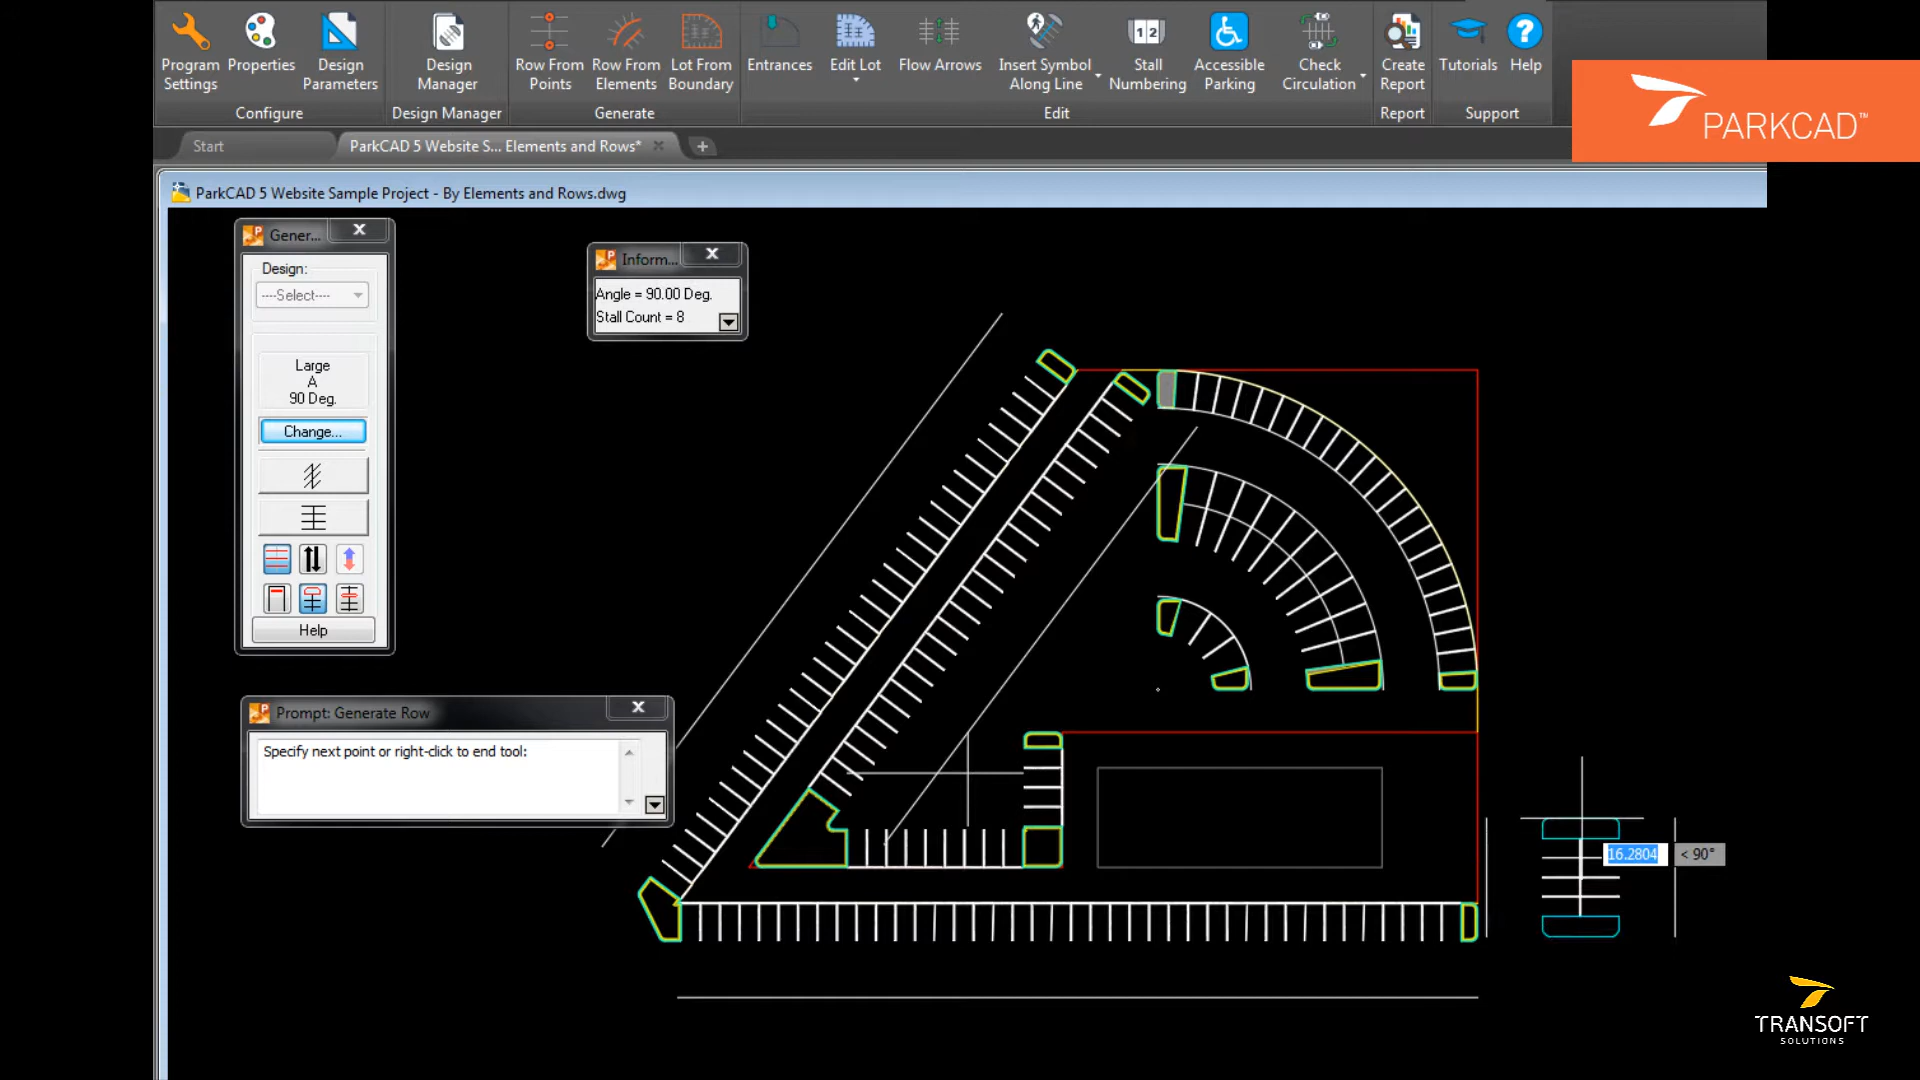 Program Settings
Properties
Design Parameters
Design Manager
Row From Points
Row From Elements
Lot From Boundary
Entrances
Edit Lot
Flow Arrows
Insert Symbol Along Line
1 2
Stall Numbering
Accessible Parking
Check Circulation
Create Report
Tutorials
?
Help
Configure
Design Manager
Generate
Edit
Report
Support
PARKCAD™
Start
ParkCAD 5 Website S... Elements and Rows*
ParkCAD 5 Website Sample Project - By Elements and Rows.dwg
Gener...
Design:
----Select----
Large
A
90 Deg.
Change...
Help
Inform...
Angle = 90.00 Deg.
Stall Count = 8
Prompt: Generate Row
Specify next point or right-click to end tool:
16.2804
< 90°
TRANSOFT
SOLUTIONS